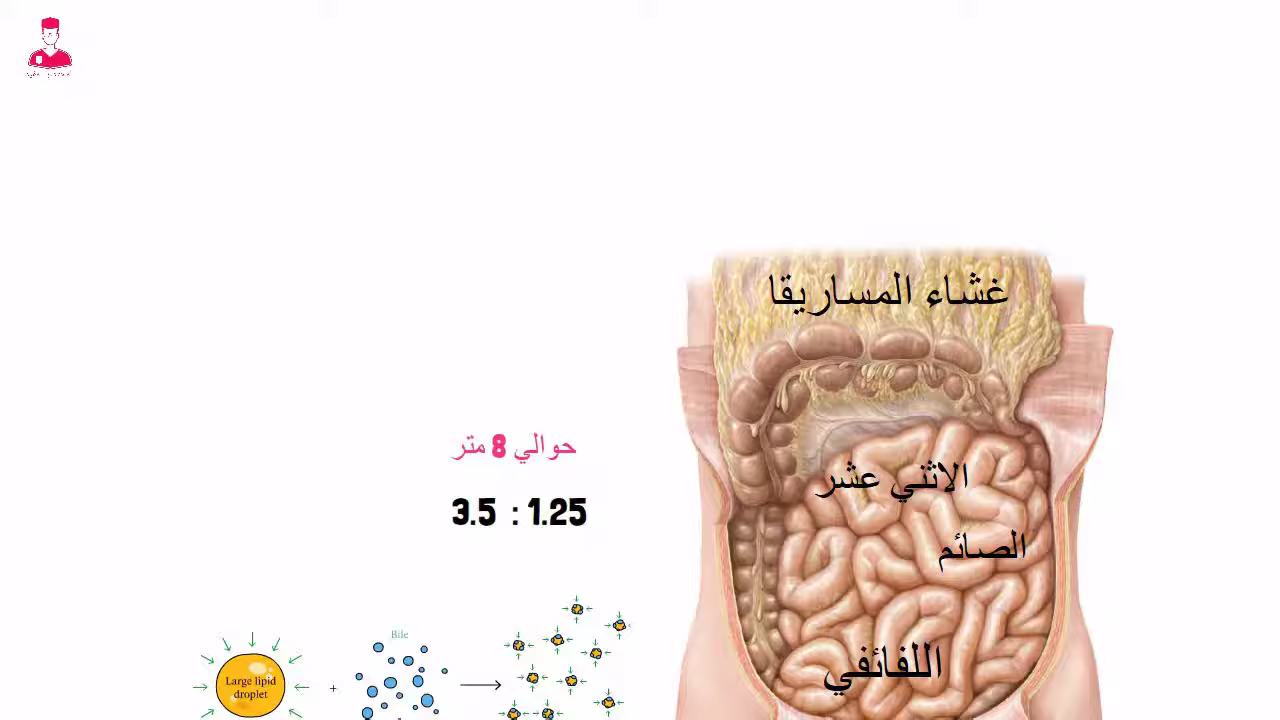 غشاء المساريقا
حوالي 8 متر
3.5 : 1.25
الاثني عشر
الصائم
اللفائفي
Bile
Large lipid
droplet
+